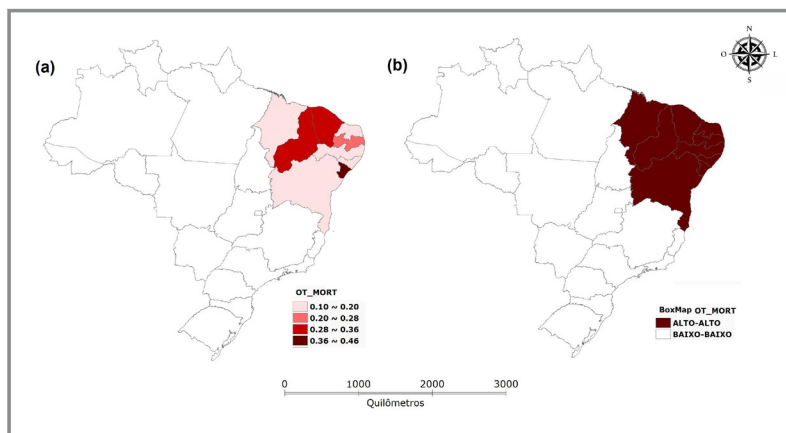 (a)
(b)
N
O
L
S
OT_MORT
0.10 ~ 0.20
0.20 ~ 0.28
0.28 ~ 0.36
0.36 ~ 0.46
BoxMap OT_MORT
ALTO-ALTO
BAIXO-BAIXO
0 1000 2000 3000
Quilômetros